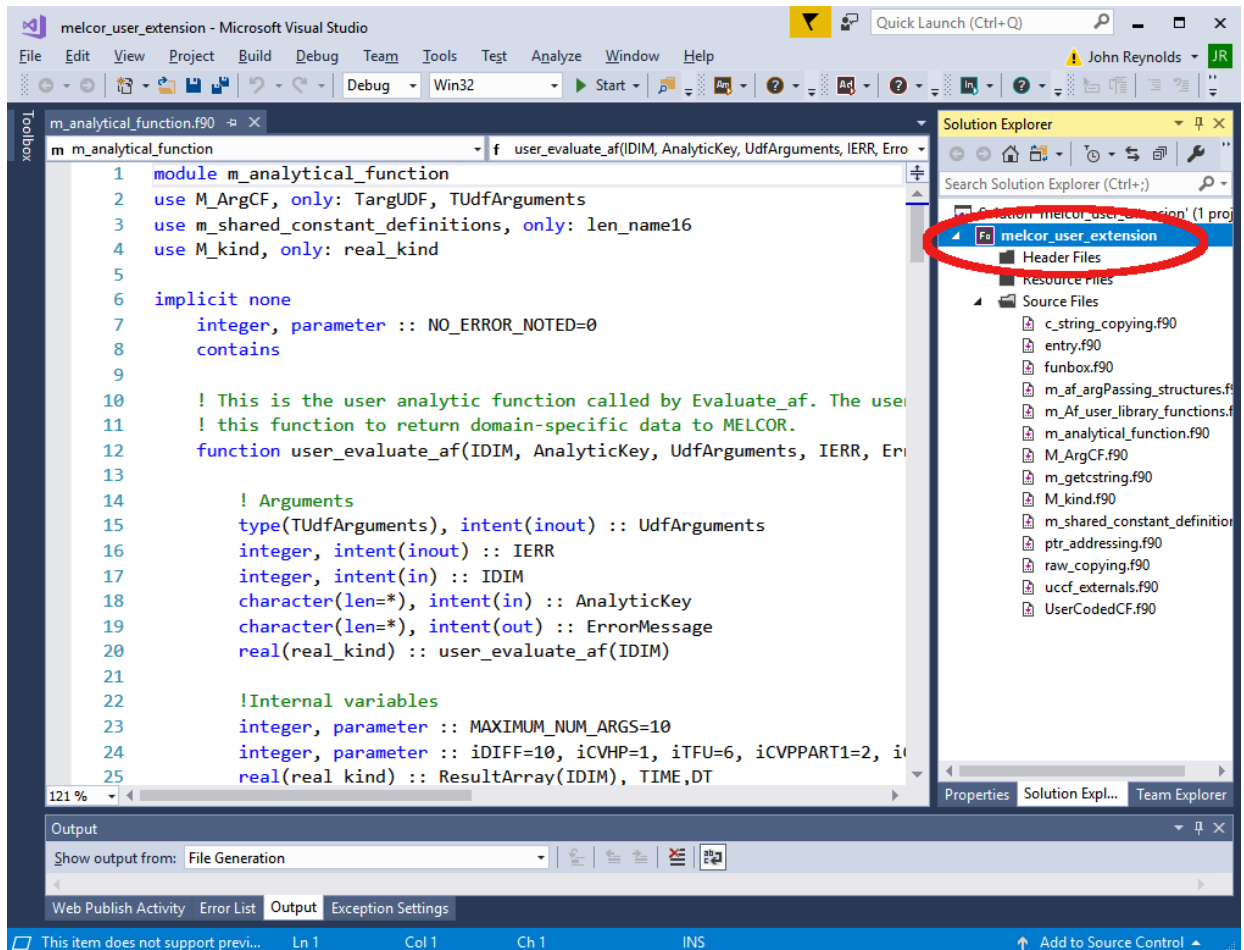 melcor_user_extension - Microsoft Visual Studio
Quick Launch (Ctrl+Q)
File Edit View Project Build Debug Team Tools Test Analyze Window Help
John Reynolds JR
Debug Win32 Start
Toolbox
m_analytical_function.f90
m m_analytical_function
f user_evaluate_af(IDIM, AnalyticKey, UdfArguments, IERR, Erro
1 module m_analytical_function
2 use M_ArgCF, only: TargUDF, TUdfArguments
3 use m_shared_constant_definitions, only: len_name16
4 use M_kind, only: real_kind
5
6 implicit none
7 integer, parameter :: NO_ERROR_NOTED=0
8 contains
9
10 ! This is the user analytic function called by Evaluate_af. The use
11 ! this function to return domain-specific data to MELCOR.
12 function user_evaluate_af(IDIM, AnalyticKey, UdfArguments, IERR, Er
13
14 ! Arguments
15 type(TUdfArguments), intent(inout) :: UdfArguments
16 integer, intent(inout) :: IERR
17 integer, intent(in) :: IDIM
18 character(len=*), intent(in) :: AnalyticKey
19 character(len=*), intent(out) :: ErrorMessage
20 real(real_kind) :: user_evaluate_af(IDIM)
21
22 !Internal variables
23 integer, parameter :: MAXIMUM_NUM_ARGS=10
24 integer, parameter :: iDIFF=10, iCVHP=1, iTFU=6, iCVPPART1=2, i
25 real(real kind) :: ResultArray(IDIM), TIME,DT
121 %
Solution Explorer
Search Solution Explorer (Ctrl+;)
Solution 'melcor_user_extension' (1 proj
Fo melcor_user_extension
Header Files
Resource Files
Source Files
c_string_copying.f90
entry.f90
funbox.f90
m_af_argPassing_structures.f9
m_Af_user_library_functions.f
m_analytical_function.f90
M_ArgCF.f90
m_getcstring.f90
M_kind.f90
m_shared_constant_definition
ptr_addressing.f90
raw_copying.f90
uccf_externals.f90
UserCodedCF.f90
Properties Solution Expl... Team Explorer
Output
Show output from: File Generation
Web Publish Activity Error List Output Exception Settings
This item does not support previ... Ln 1 Col 1 Ch 1 INS Add to Source Control